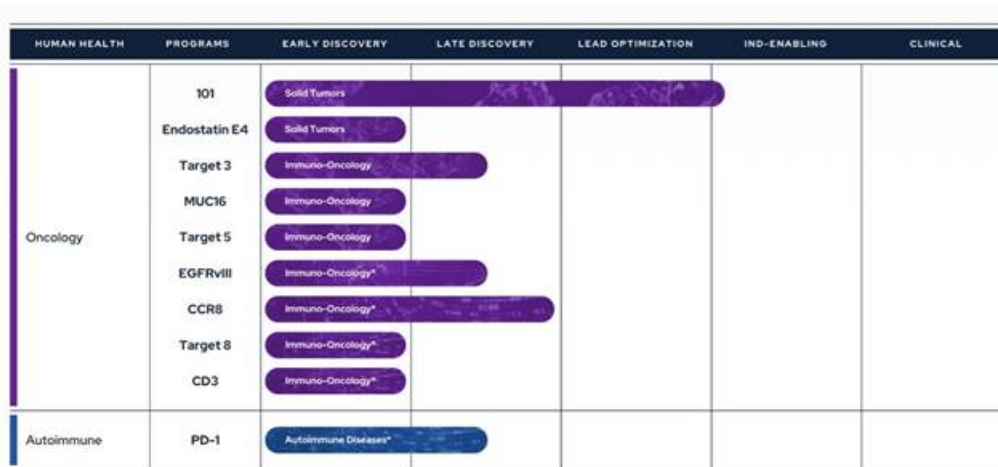 HUMAN HEALTH PROGRAMS EARLY DISCOVERY LATE DISCOVERY LEAD OPTIMIZATION IND-ENABLING CLINICAL
101 Solid Tumors
Endostatin E4 Solid Tumors
Target 3 Immuno-Oncology
MUC16 Immuno-Oncology
Oncology Target 5 Immuno-Oncology
EGFRvIII Immuno-Oncology*
CCR8 Immuno-Oncology*
Target 8 Immuno-Oncology*
CD3 Immuno-Oncology*
Autoimmune PD-1 Autoimmune Diseases*